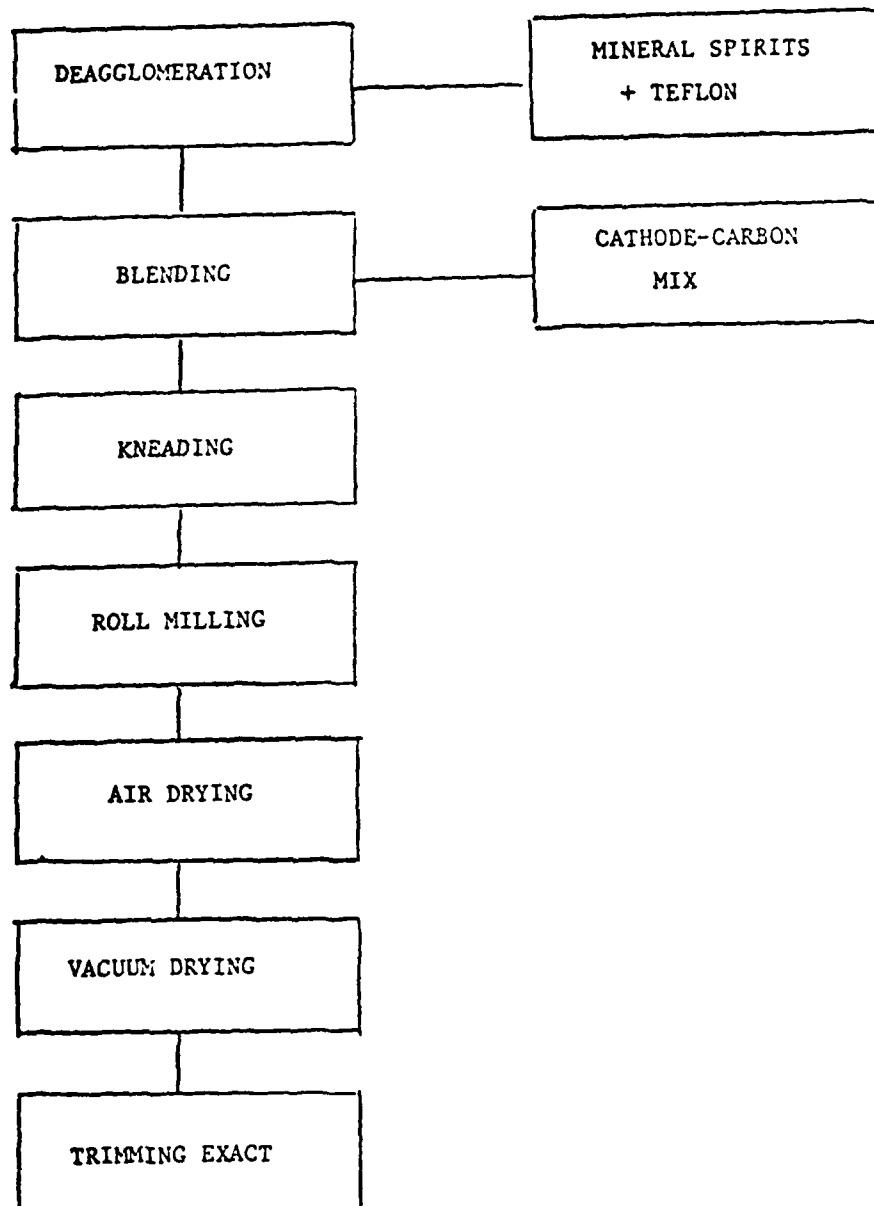 DEAGGLOMERATION
MINERAL SPIRITS
+ TEFLON
BLENDING
CATHODE-CARBON
MIX
KNEADING
ROLL MILLING
AIR DRYING
VACUUM DRYING
TRIMMING EXACT